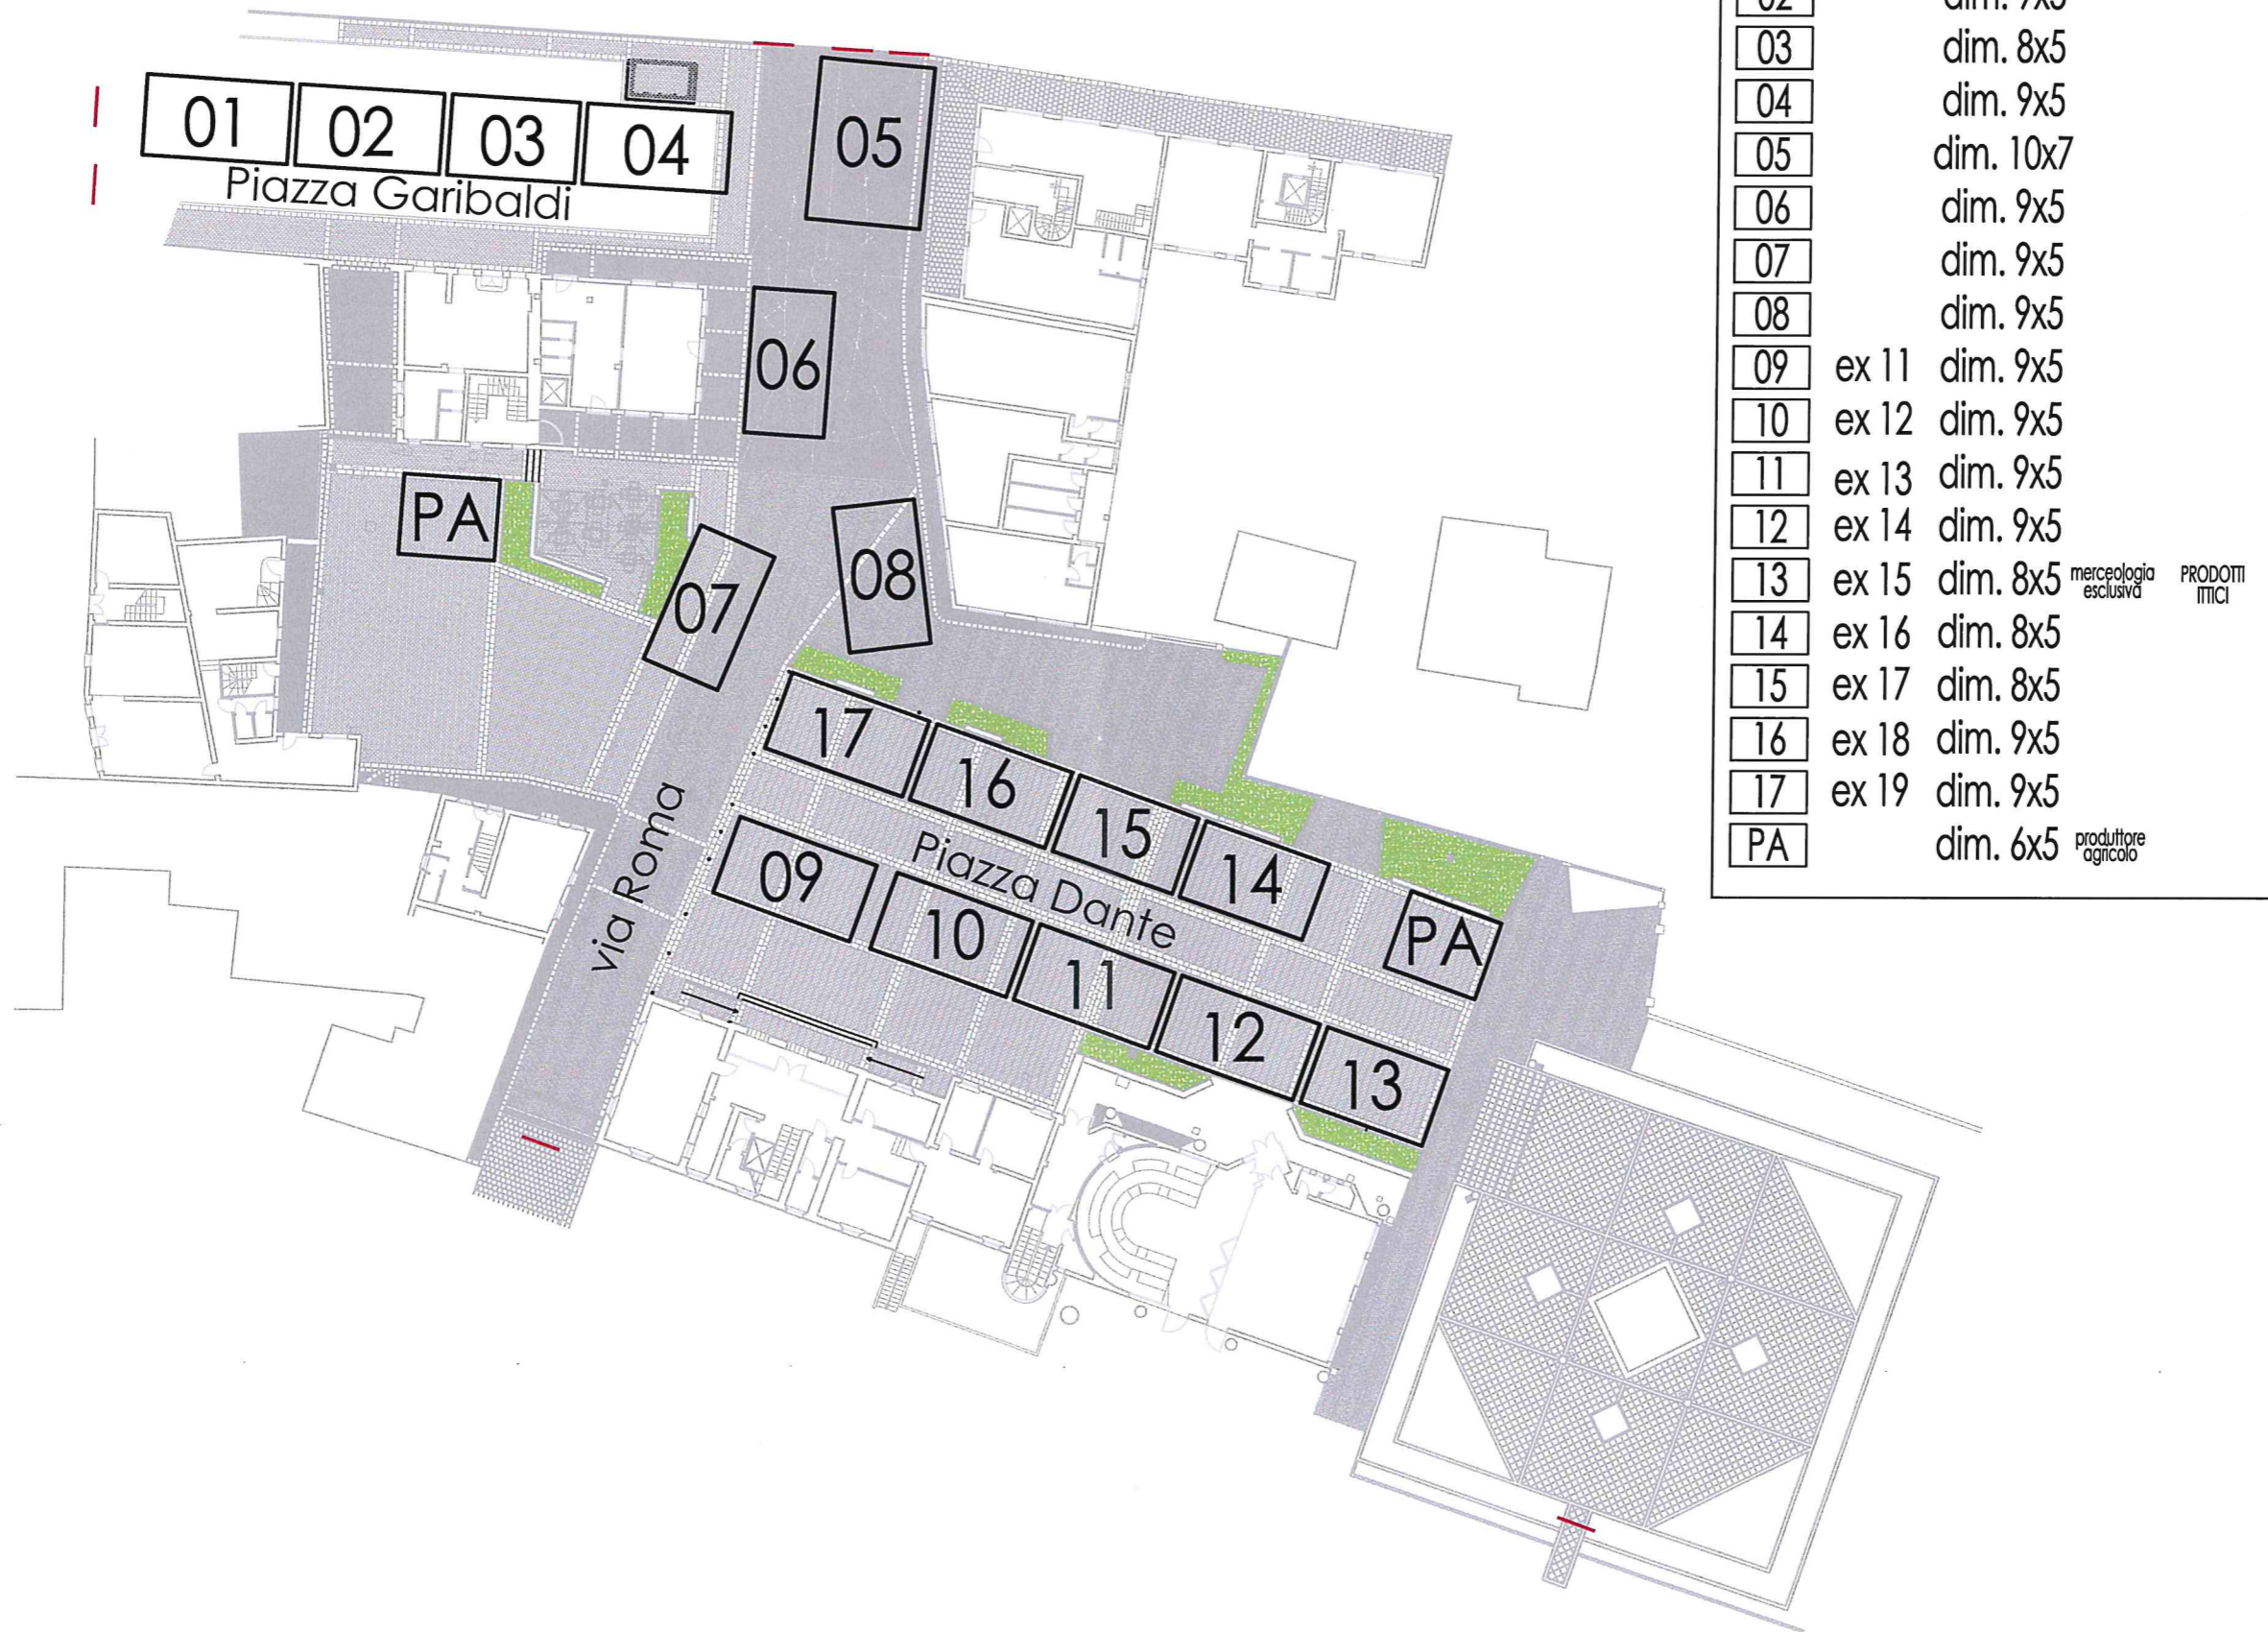 01 02 03 04
Piazza Garibaldi
05
06
PA
07
08
17 16 15 14
Piazza Dante
PA
09 10 11 12 13
via Roma
02 dim. 9x5
03 dim. 8x5
04 dim. 9x5
05 dim. 10x7
06 dim. 9x5
07 dim. 9x5
08 dim. 9x5
09 ex 11 dim. 9x5
10 ex 12 dim. 9x5
11 ex 13 dim. 9x5
12 ex 14 dim. 9x5
13 ex 15 dim. 8x5 merceologia esclusiva PRODOTTI ITTICI
14 ex 16 dim. 8x5
15 ex 17 dim. 8x5
16 ex 18 dim. 9x5
17 ex 19 dim. 9x5
PA dim. 6x5 produttore agricolo